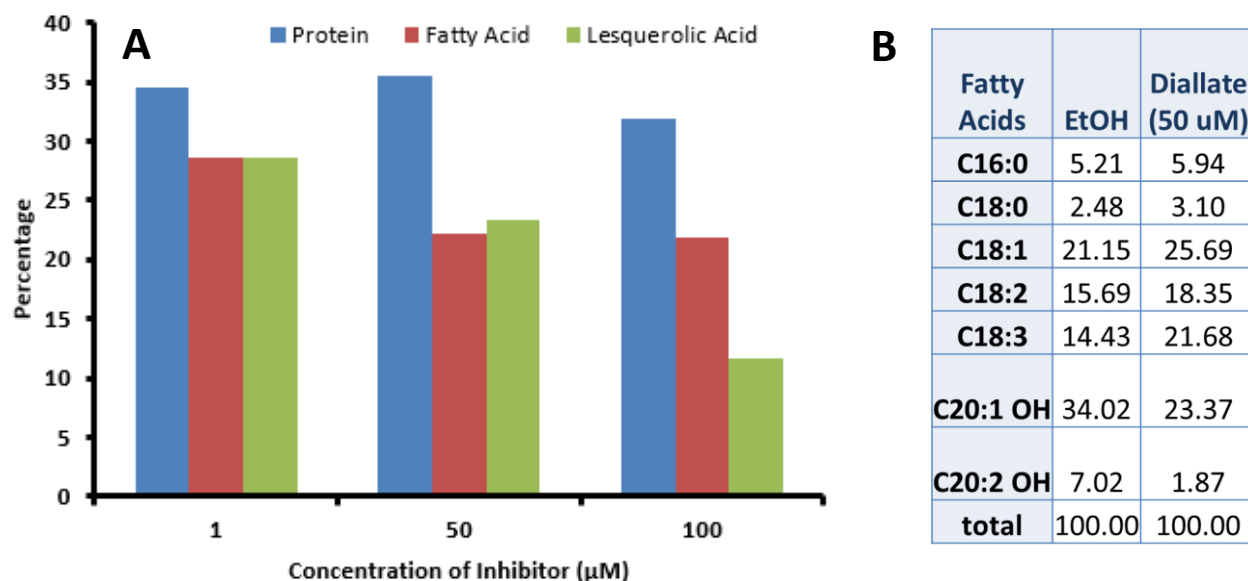 A
Protein Fatty Acid Lesquerolic Acid
40
35
30
25
20
15
10
5
0
Percentage
1 50 100
Concentration of Inhibitor (µM)
B
Fatty Acids EtOH Diallate (50 uM)
C16:0 5.21 5.94
C18:0 2.48 3.10
C18:1 21.15 25.69
C18:2 15.69 18.35
C18:3 14.43 21.68
C20:1 OH 34.02 23.37
C20:2 OH 7.02 1.87
total 100.00 100.00